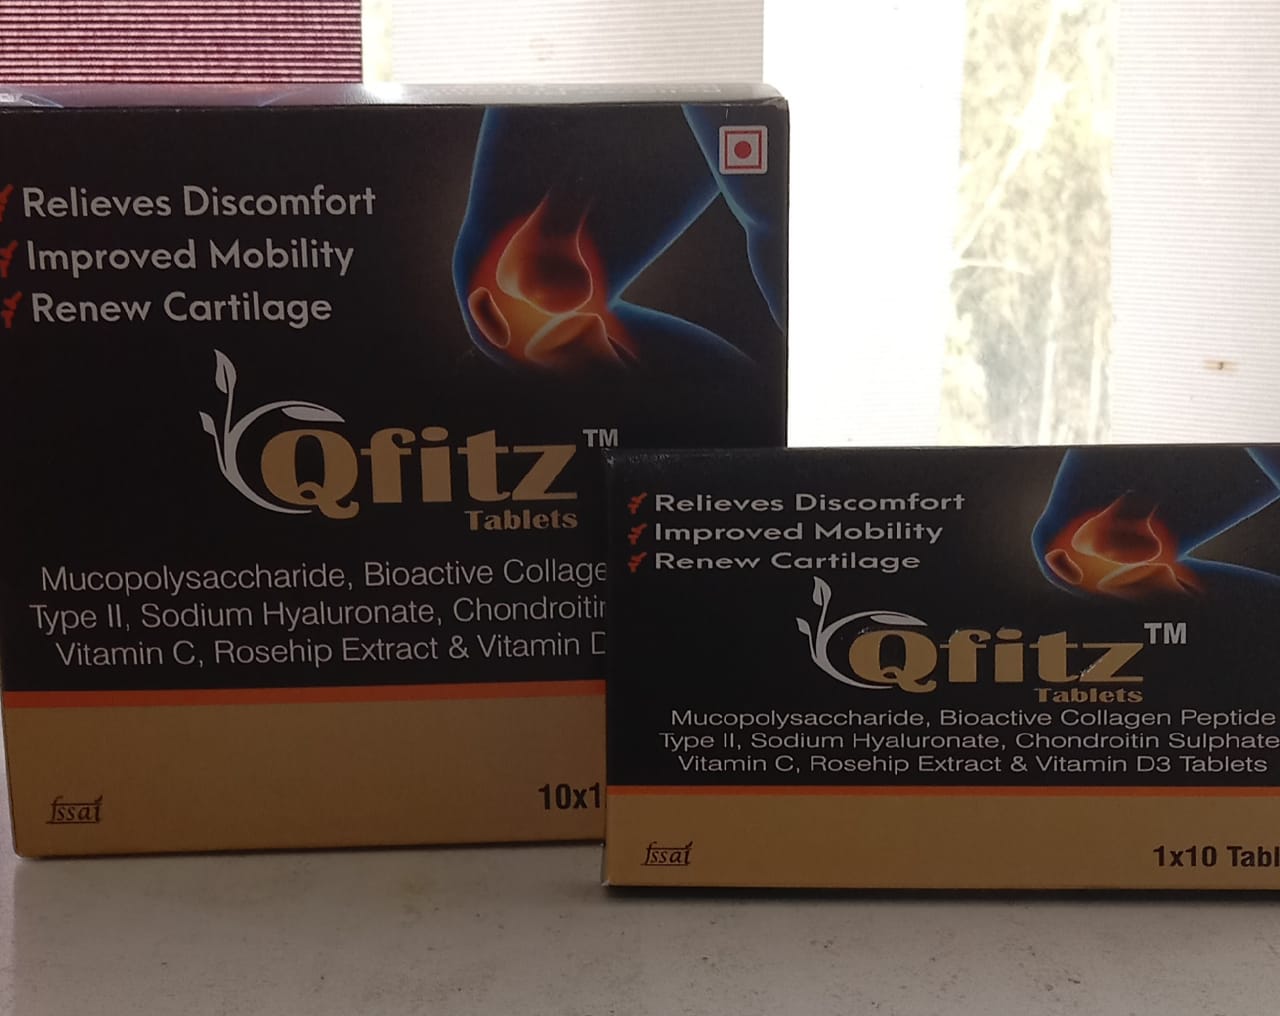 Relieves Discomfort
Improved Mobility
Renew Cartilage
Qfitz™
Tablets
Mucopolysaccharide, Bioactive Collage
Type II, Sodium Hyaluronate, Chondroitin
Vitamin C, Rosehip Extract & Vitamin D
fssai
10x1
Relieves Discomfort
Improved Mobility
Renew Cartilage
Qfitz™
Tablets
Mucopolysaccharide, Bioactive Collagen Peptide
Type II, Sodium Hyaluronate, Chondroitin Sulphate
Vitamin C, Rosehip Extract & Vitamin D3 Tablets
fssai
1x10 Tabl